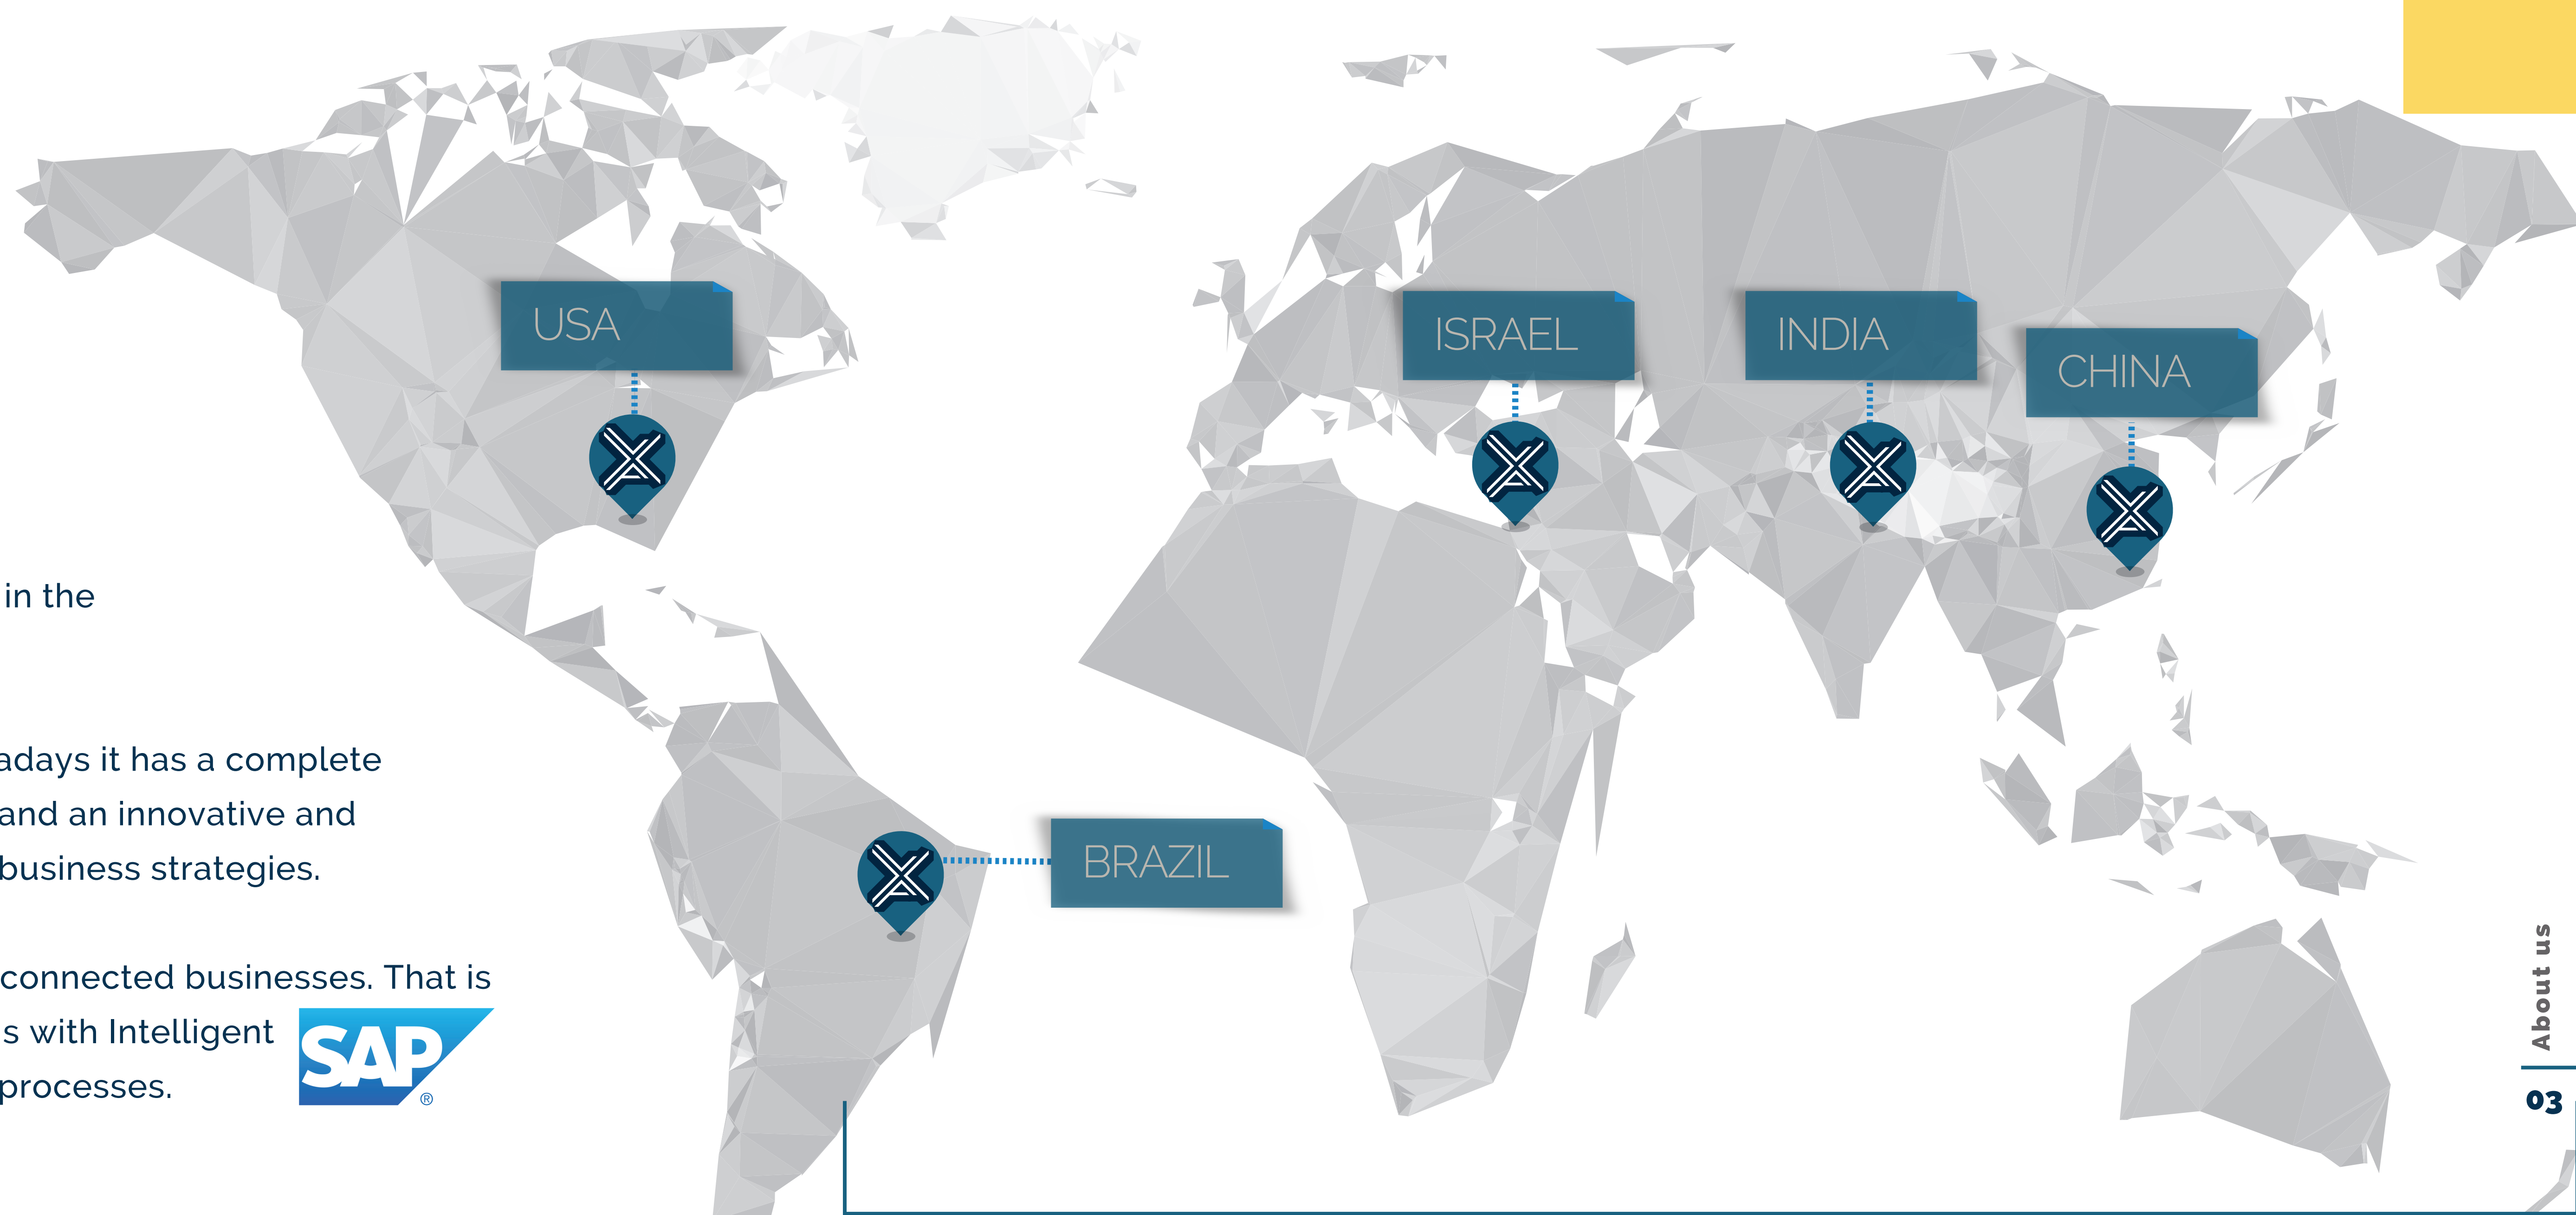 USA
ISRAEL
INDIA
CHINA
in the
adays it has a complete
and an innovative and
business strategies.
BRAZIL
connected businesses. That is
s with Intelligent
SAP
®
processes.
About us
03